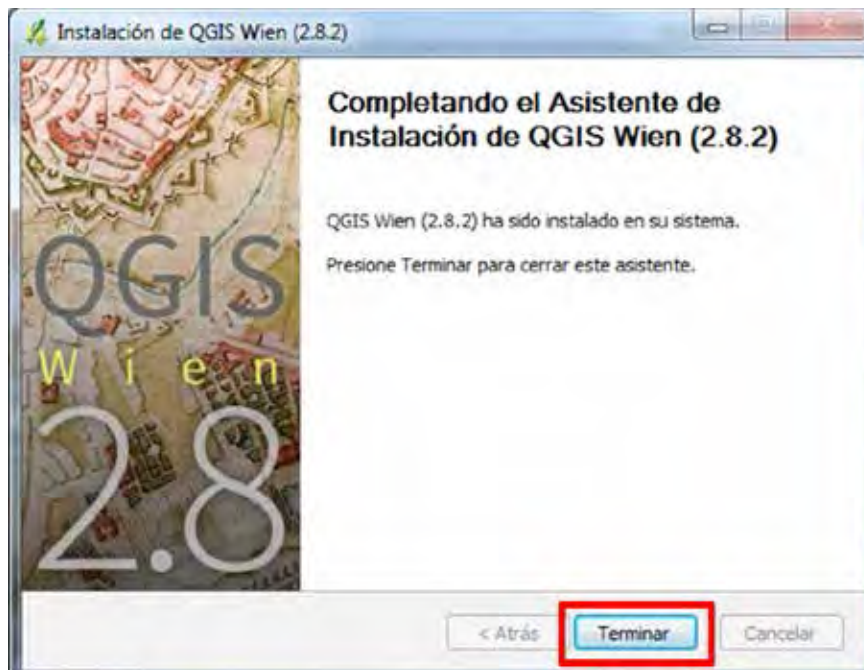 Instalación de QGIS Wien (2.8.2)
Completando el Asistente de
Instalación de QGIS Wien (2.8.2)
QGIS Wien (2.8.2) ha sido instalado en su sistema.
Presione Terminar para cerrar este asistente.
QGIS
Wien
2.8
< Atrás
Terminar
Cancelar